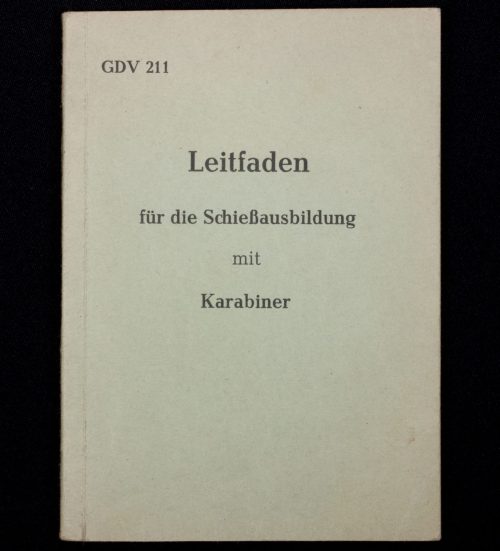 GDV 211
Leitfaden
für die Schießausbildung
mit
Karabiner